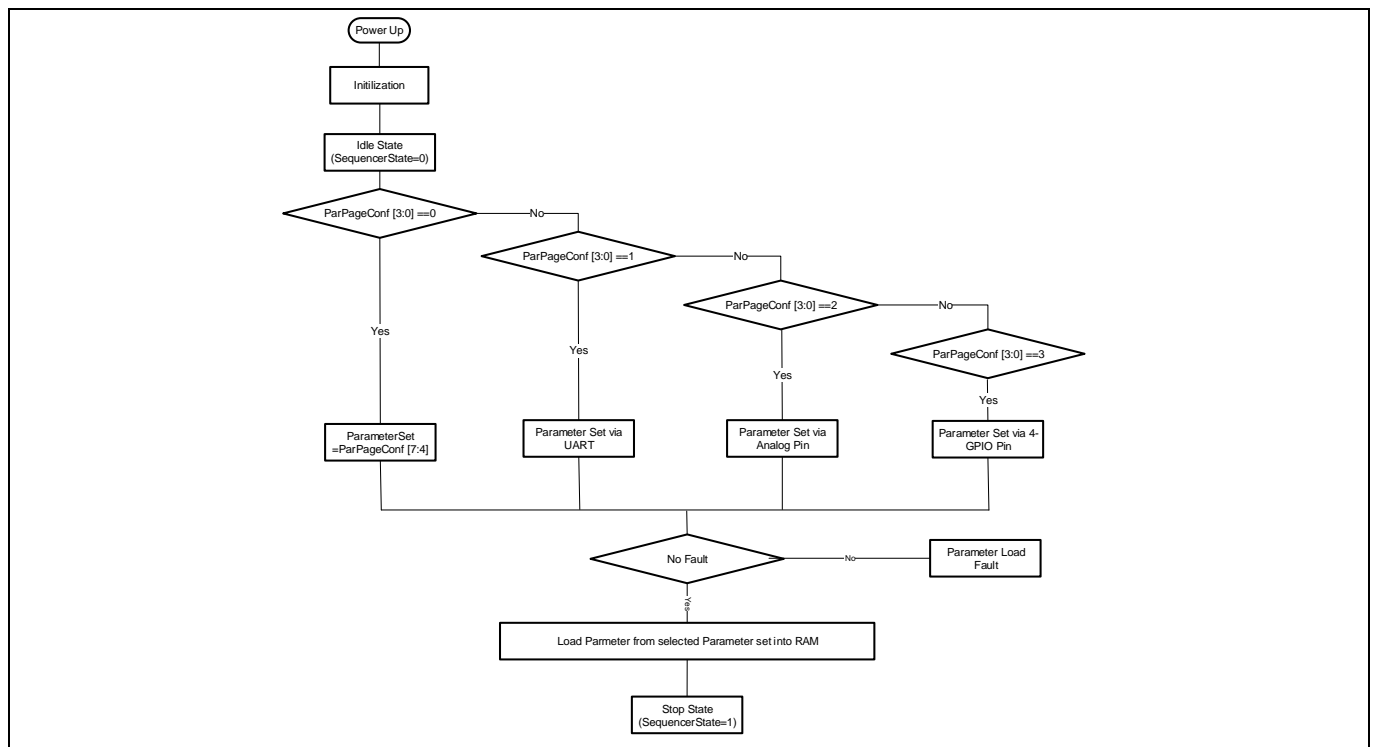 Power Up
Initilization
Idle State
(SequencerState=0)
ParPageConf [3:0] ==0
No
ParPageConf [3:0] ==1
No
ParPageConf [3:0] ==2
No
ParPageConf [3:0] ==3
Yes
Yes
Yes
Yes
ParameterSet
=ParPageConf [7:4]
Parameter Set via
UART
Parameter Set via
Analog Pin
Parameter Set via 4-
GPIO Pin
No Fault
No
Parameter Load
Fault
Yes
Load Parmeter from selected Parameter set into RAM
Stop State
(SequencerState=1)